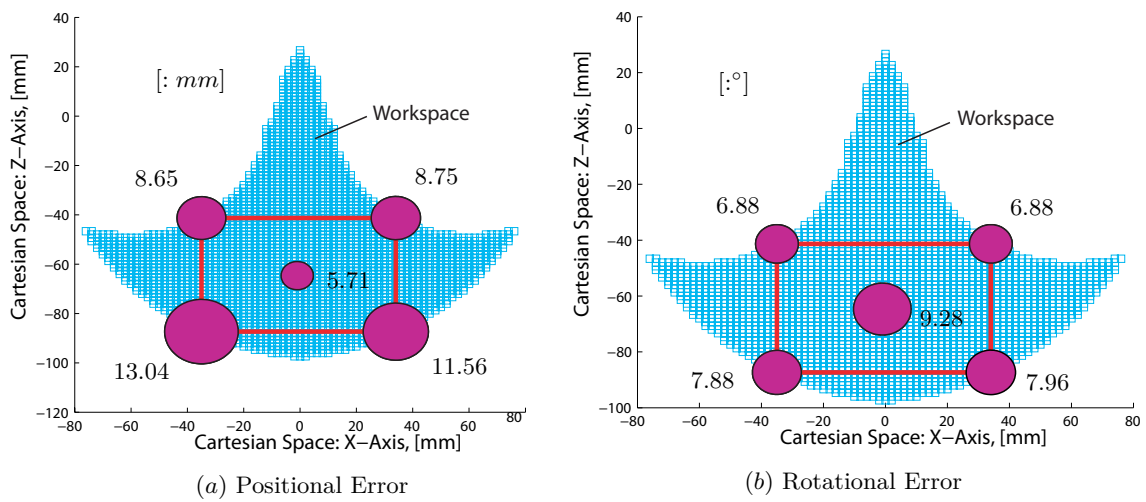 40
20
0
−20
−40
−60
−80
−100
−120
Cartesian Space: Z−Axis, [mm]
[: mm]
Workspace
8.65
8.75
5.71
13.04
11.56
−80 −60 −40 −20 0 20 40 60 80
Cartesian Space: X−Axis, [mm]
(a) Positional Error
40
20
0
−20
−40
−60
−80
−100
Cartesian Space: Z−Axis, [mm]
[:°]
Workspace
6.88
6.88
9.28
7.88
7.96
−80 −60 −40 −20 0 20 40 60 80
Cartesian Space: X−Axis, [mm]
(b) Rotational Error